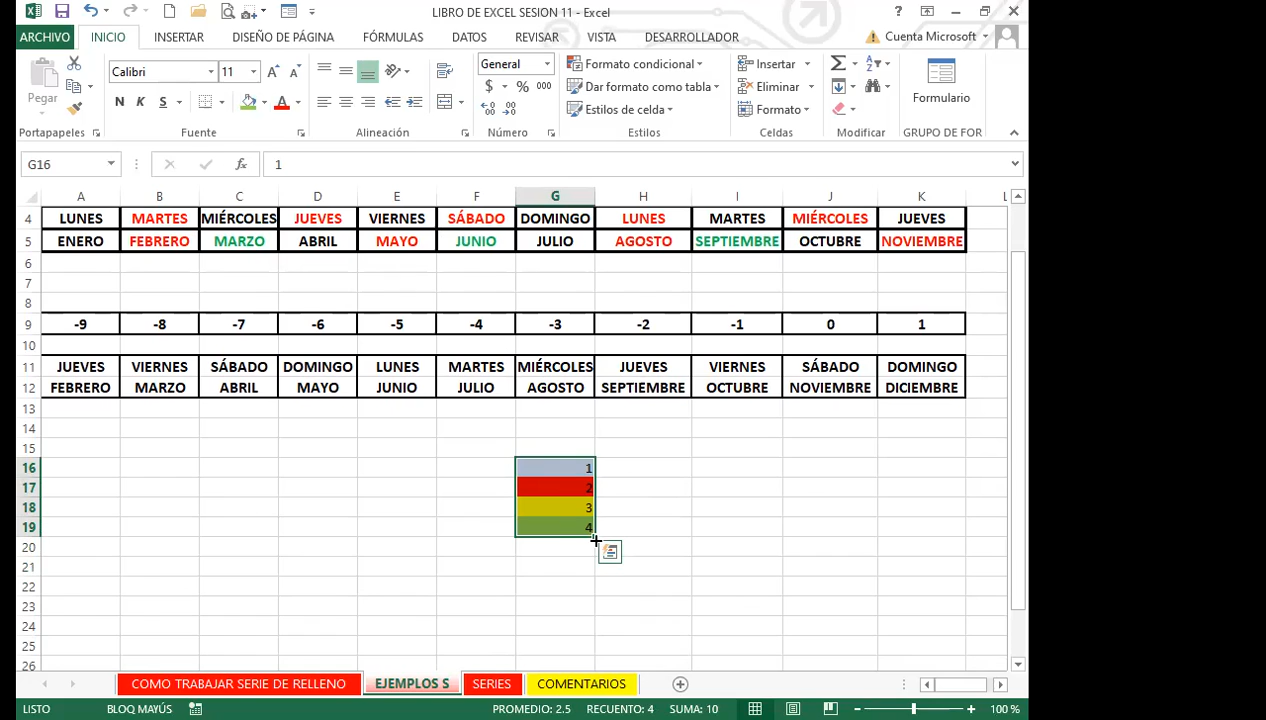 LIBRO DE EXCEL SESION 11 - Excel
ARCHIVO INICIO INSERTAR DISEÑO DE PÁGINA FÓRMULAS DATOS REVISAR VISTA DESARROLLADOR Cuenta Microsoft
Pegar
Calibri 11
N K S
General
$ % 000
Formato condicional
Dar formato como tabla
Estilos de celda
Insertar
Eliminar
Formato
Formulario
Portapapeles Fuente Alineación Número Estilos Celdas Modificar GRUPO DE FOR
G16 fx 1
A B C D E F G H I J K L
4 LUNES MARTES MIÉRCOLES JUEVES VIERNES SÁBADO DOMINGO LUNES MARTES MIÉRCOLES JUEVES
5 ENERO FEBRERO MARZO ABRIL MAYO JUNIO JULIO AGOSTO SEPTIEMBRE OCTUBRE NOVIEMBRE
6
7
8
9 -9 -8 -7 -6 -5 -4 -3 -2 -1 0 1
10
11 JUEVES VIERNES SÁBADO DOMINGO LUNES MARTES MIÉRCOLES JUEVES VIERNES SÁBADO DOMINGO
12 FEBRERO MARZO ABRIL MAYO JUNIO JULIO AGOSTO SEPTIEMBRE OCTUBRE NOVIEMBRE DICIEMBRE
13
14
15
16 1
17 2
18 3
19 4
20
21
22
23
24
25
26
COMO TRABAJAR SERIE DE RELLENO EJEMPLOS S SERIES COMENTARIOS
LISTO BLOQ MAYÚS PROMEDIO: 2.5 RECUENTO: 4 SUMA: 10 100 %